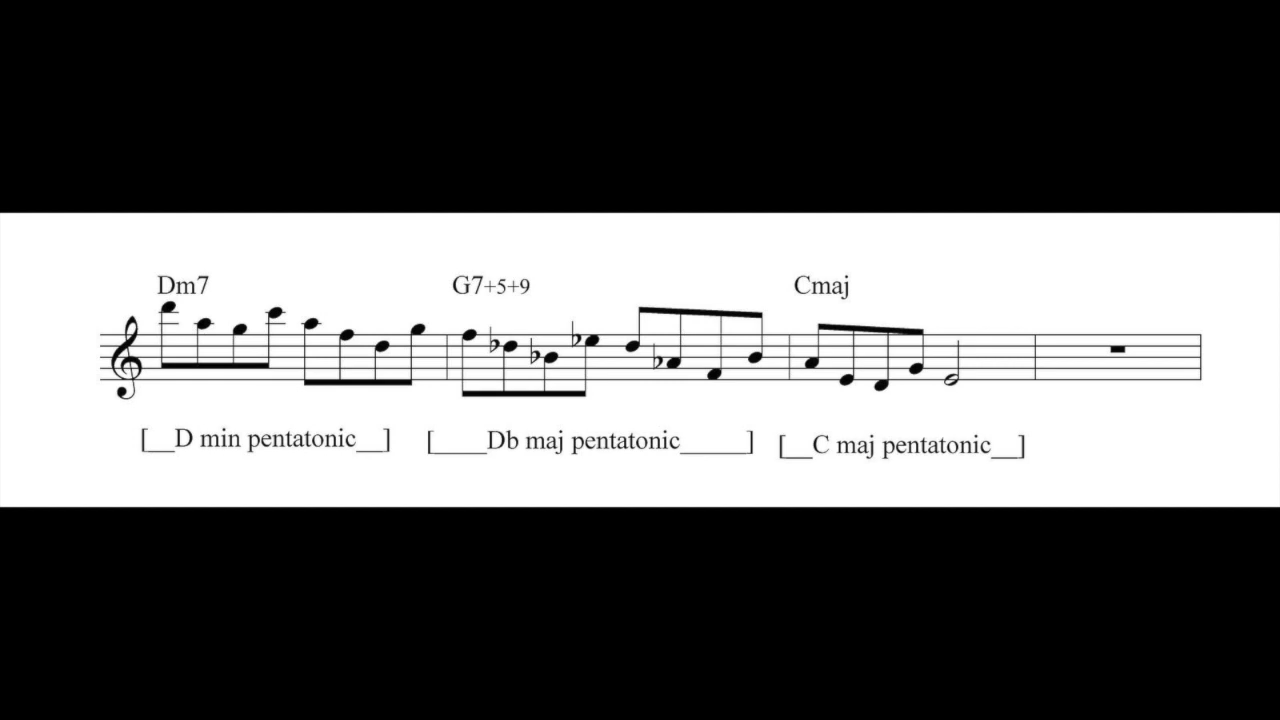 Dm7 G7+5+9 Cmaj
[__D min pentatonic__] [____Db maj pentatonic_____] [__C maj pentatonic__]